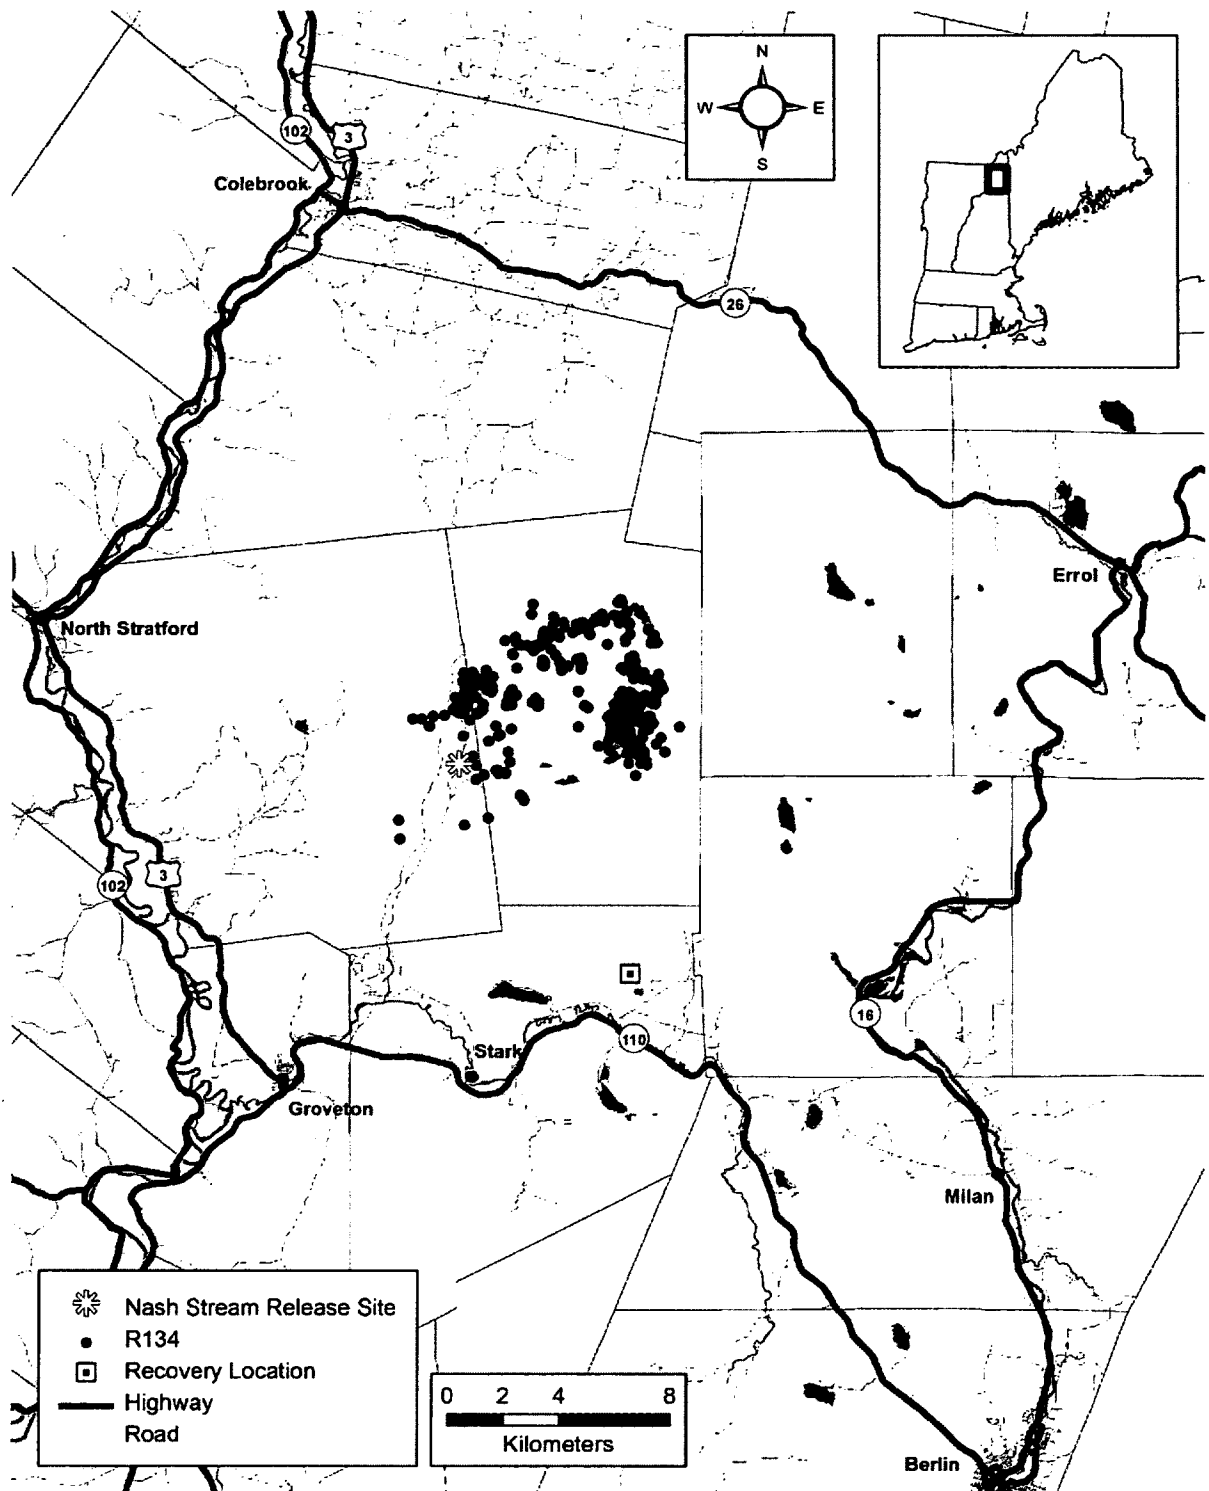 N
W E
S
102
3
Colebrook
26
Errol
North Stratford
102
3
16
110
Stark
Groveton
Milan
Nash Stream Release Site
R134
Recovery Location
Highway
Road
0 2 4 8
Kilometers
Berlin